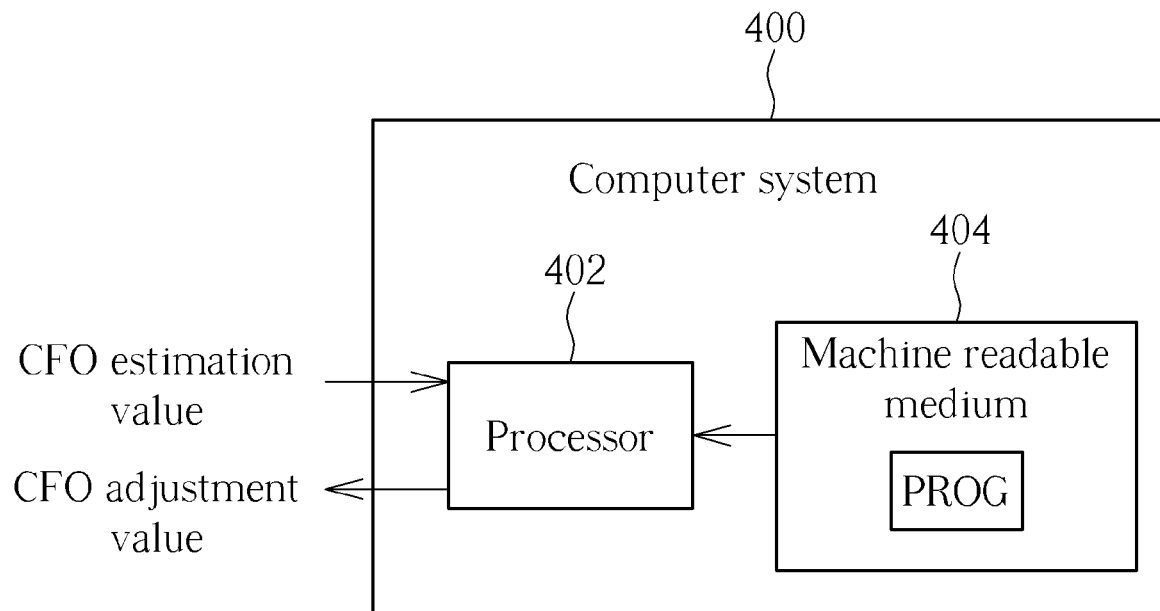 400
Computer system
404
402
Machine readable
medium
CFO estimation
value
Processor
PROG
CFO adjustment
value